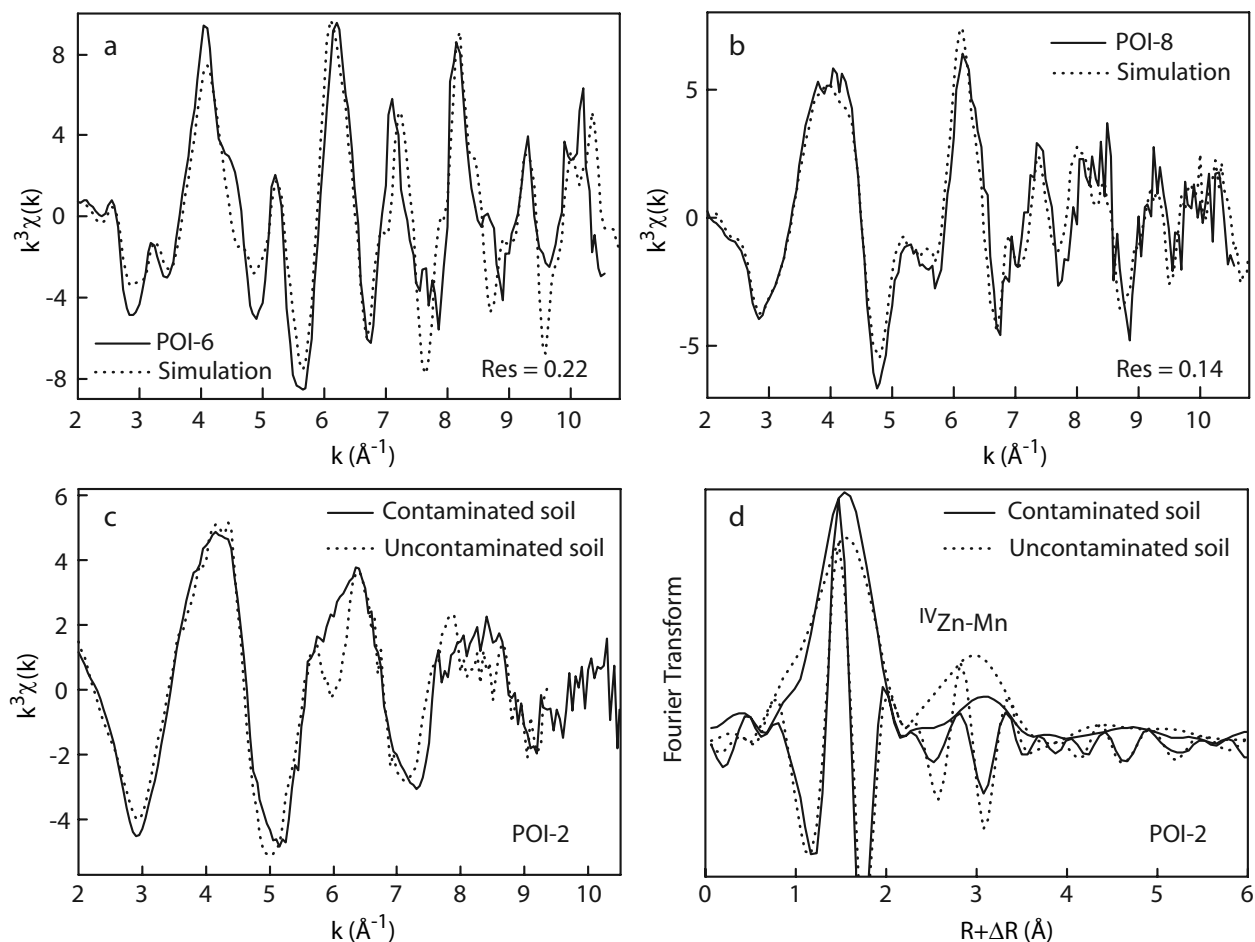 a
k³χ(k)
8
4
0
-4
-8
POI-6
Simulation
Res = 0.22
2 3 4 5 6 7 8 9 10
k (Å⁻¹)
b
POI-8
Simulation
k³χ(k)
5
0
-5
Res = 0.14
2 3 4 5 6 7 8 9 10
k (Å⁻¹)
c
Contaminated soil
Uncontaminated soil
k³χ(k)
6
4
2
0
-2
-4
POI-2
2 3 4 5 6 7 8 9 10
k (Å⁻¹)
d
Contaminated soil
Uncontaminated soil
ᴵⱽZn-Mn
Fourier Transform
POI-2
0 1 2 3 4 5 6
R+ΔR (Å)